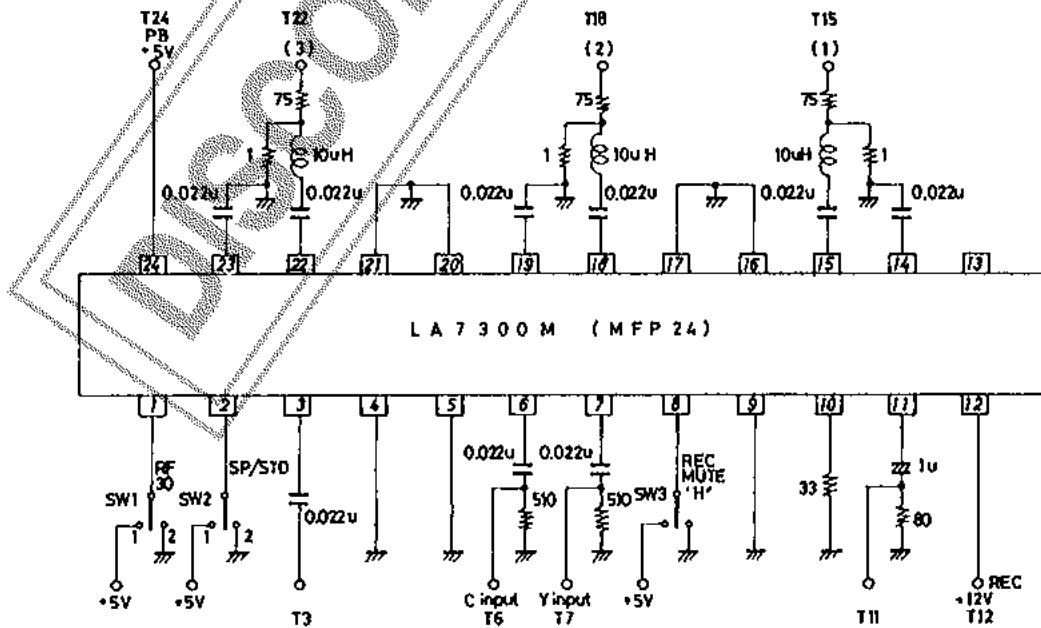 T24 T22 T18 T15
PB
+5V (3) (2) (1)
75 75 75
1 10uH 1 10uH 10uH 1
0.022u 0.022u 0.022u 0.022u 0.022u 0.022u
24 23 22 21 20 19 18 17 16 15 14 13
DISCO
LA7300M (MFP24)
1 2 3 4 5 6 7 8 9 10 11 12
RF
30
SP/STD
0.022u 0.022u
REC
MUTE
"H"
1u
SW1 SW2 510 510 SW3 33 80
0.022u
1 2 1 2
+5V +5V T3 C input Y input +5V T11 +12V REC
T6 T7 T12